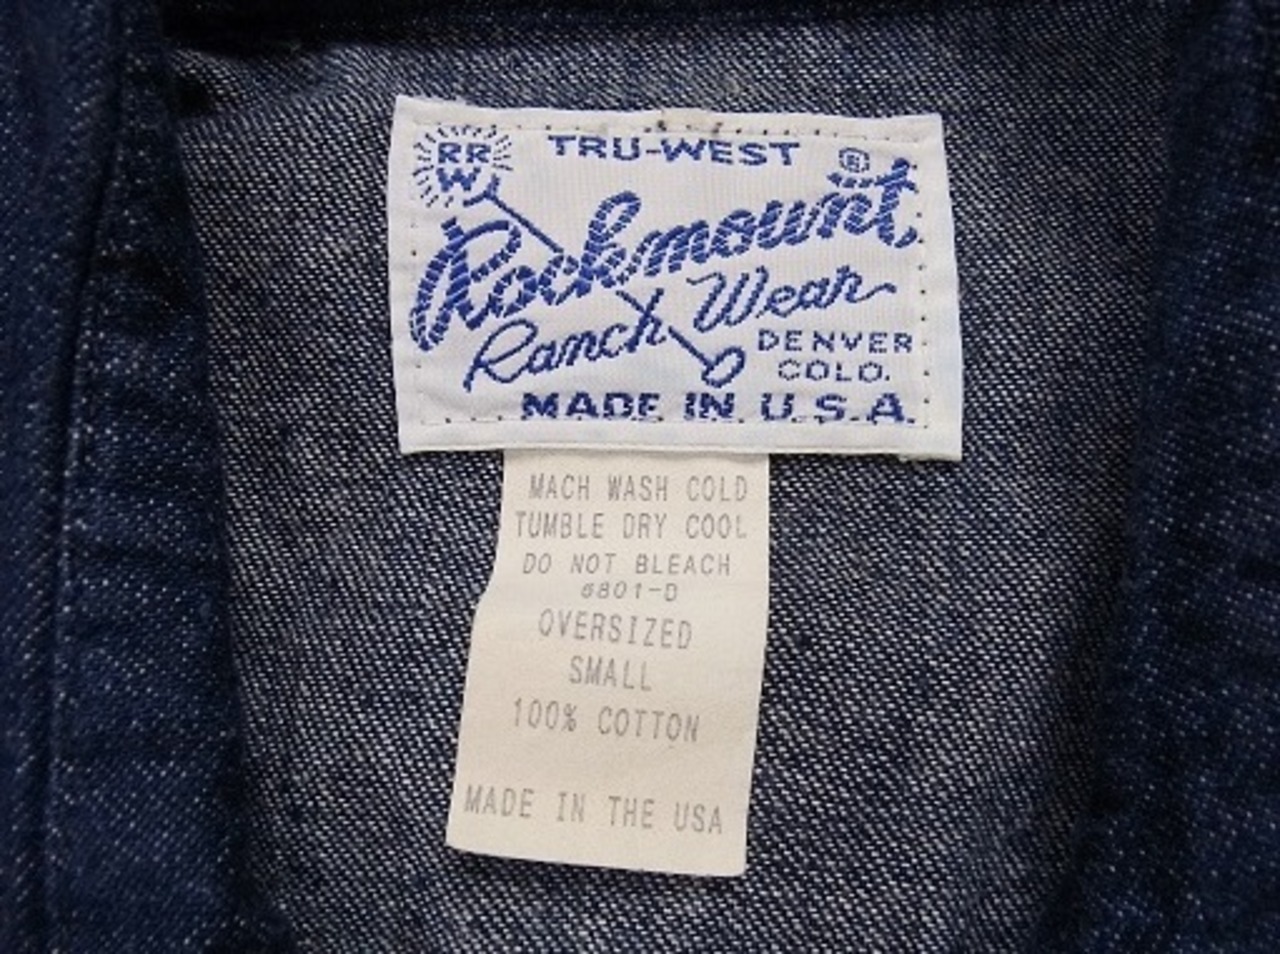 RR
W
TRU-WEST ®
Rockmount
Ranch Wear
DENVER
COLO.
MADE IN U.S.A.
MACH WASH COLD
TUMBLE DRY COOL
DO NOT BLEACH
6801-D
OVERSIZED
SMALL
100% COTTON
MADE IN THE USA